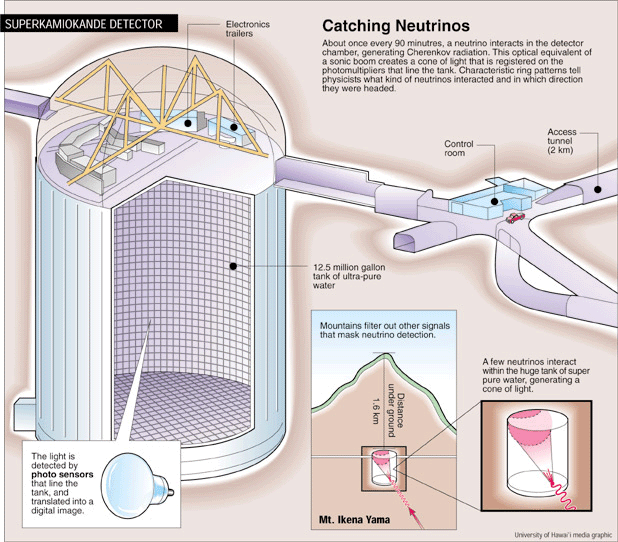 SUPERKAMIOKANDE DETECTOR
Electronics
trailers
Catching Neutrinos
About once every 90 minutres, a neutrino interacts in the detector
chamber, generating Cherenkov radiation. This optical equivalent of
a sonic boom creates a cone of light that is registered on the
photomultipliers that line the tank. Characteristic ring patterns tell
physicists what kind of neutrinos interacted and in which direction
they were headed.
Control
room
Access
tunnel
(2 km)
12.5 million gallon
tank of ultra-pure
water
Mountains filter out other signals
that mask neutrino detection.
Distance
under ground
1.6 km
Mt. Ikena Yama
A few neutrinos interact
within the huge tank of super
pure water, generating a
cone of light.
The light is
detected by
photo sensors
that line the
tank, and
translated into a
digital image.
University of Hawai'i media graphic